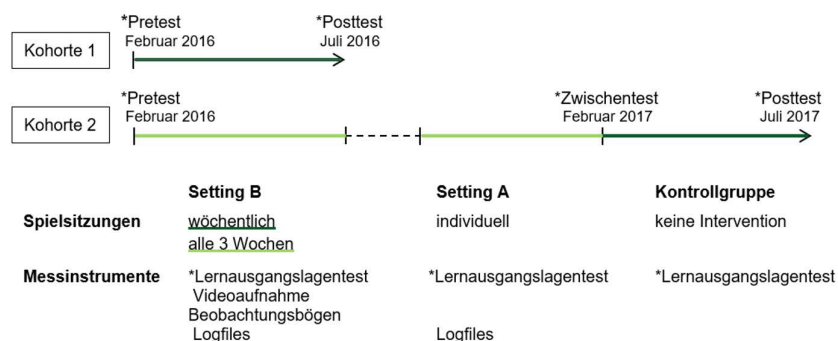 *Pretest *Posttest
Februar 2016 Juli 2016
Kohorte 1
*Pretest *Zwischentest *Posttest
Februar 2016 Februar 2017 Juli 2017
Kohorte 2
Setting B Setting A Kontrollgruppe
Spielsitzungen wöchentlich individuell keine Intervention
alle 3 Wochen
Messinstrumente *Lernausgangslagentest *Lernausgangslagentest *Lernausgangslagentest
Videoaufnahme
Beobachtungsbögen
Logfiles Logfiles